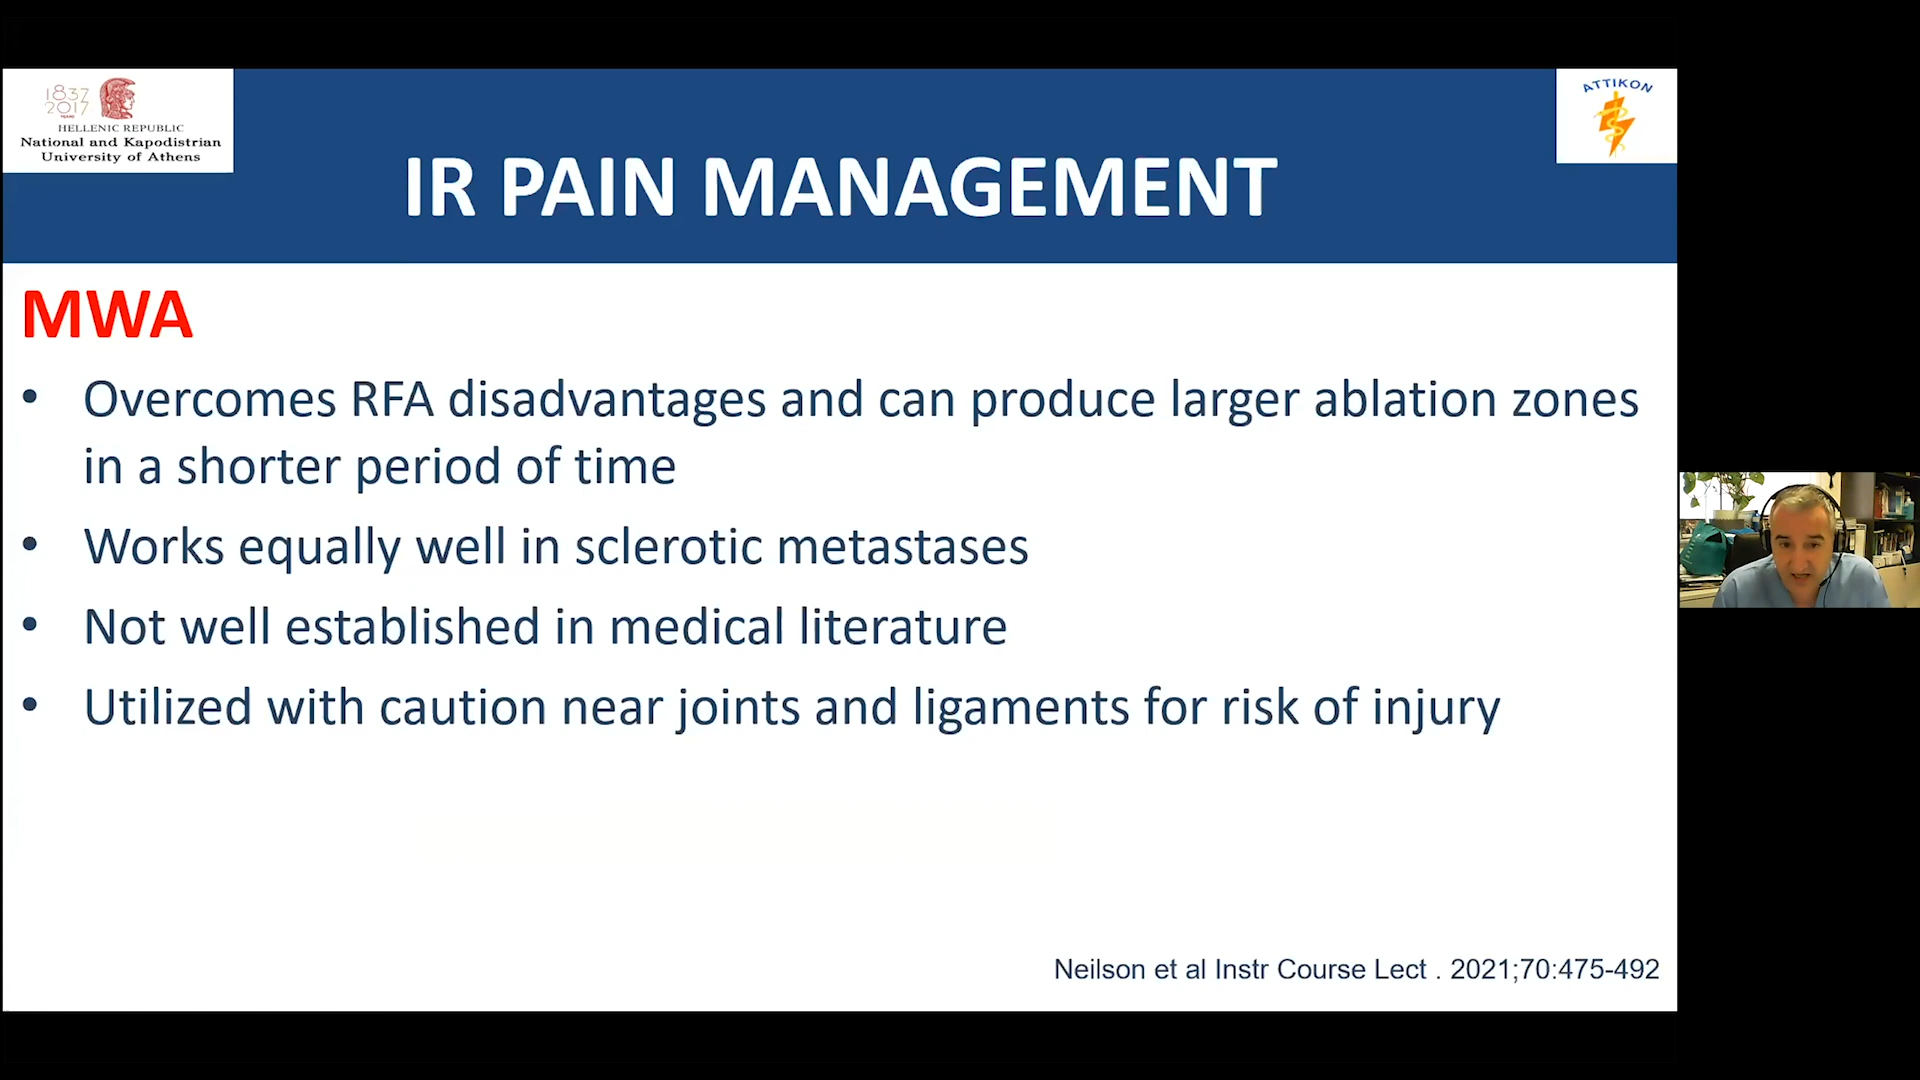 1837
2017
YEARS
HELLENIC REPUBLIC
National and Kapodistrian
University of Athens
ATTIKON
IR PAIN MANAGEMENT
MWA
• Overcomes RFA disadvantages and can produce larger ablation zones
in a shorter period of time
• Works equally well in sclerotic metastases
• Not well established in medical literature
• Utilized with caution near joints and ligaments for risk of injury
Neilson et al Instr Course Lect . 2021;70:475-492